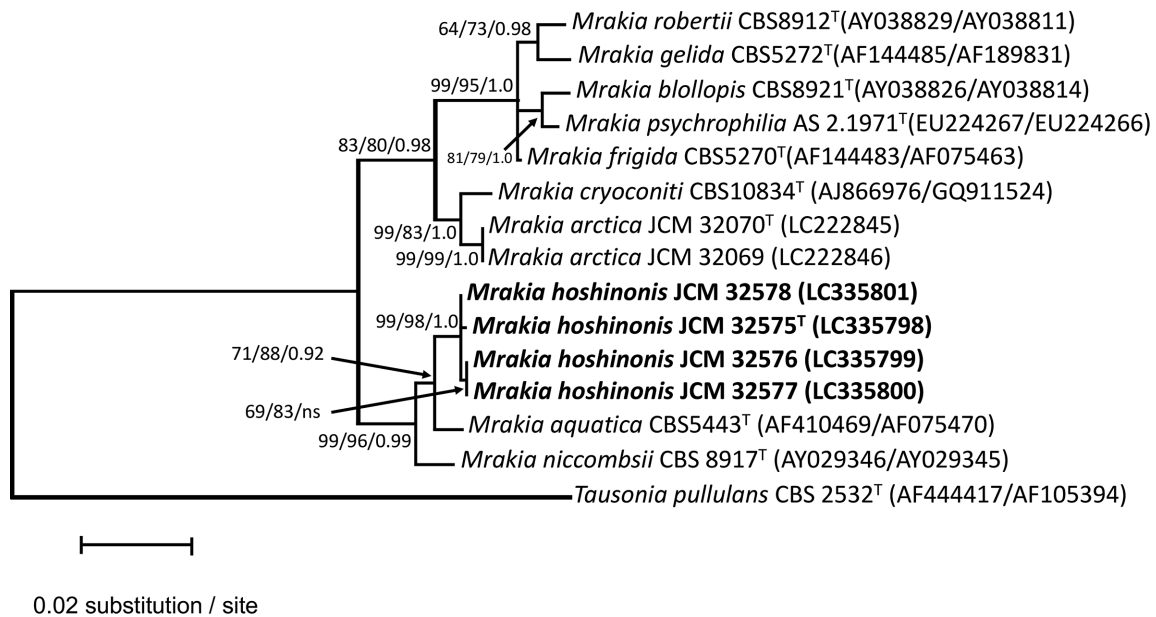 64/73/0.98
Mrakia robertii CBS8912ᵀ(AY038829/AY038811)
Mrakia gelida CBS5272ᵀ(AF144485/AF189831)
99/95/1.0
Mrakia blollopis CBS8921ᵀ(AY038826/AY038814)
Mrakia psychrophilia AS 2.1971ᵀ(EU224267/EU224266)
83/80/0.98
81/79/1.0
Mrakia frigida CBS5270ᵀ(AF144483/AF075463)
Mrakia cryoconiti CBS10834ᵀ (AJ866976/GQ911524)
99/83/1.0
Mrakia arctica JCM 32070ᵀ (LC222845)
99/99/1.0
Mrakia arctica JCM 32069 (LC222846)
Mrakia hoshinonis JCM 32578 (LC335801)
99/98/1.0
Mrakia hoshinonis JCM 32575ᵀ (LC335798)
71/88/0.92
Mrakia hoshinonis JCM 32576 (LC335799)
Mrakia hoshinonis JCM 32577 (LC335800)
69/83/ns
Mrakia aquatica CBS5443ᵀ (AF410469/AF075470)
99/96/0.99
Mrakia niccombsii CBS 8917ᵀ (AY029346/AY029345)
Tausonia pullulans CBS 2532ᵀ (AF444417/AF105394)
0.02 substitution / site